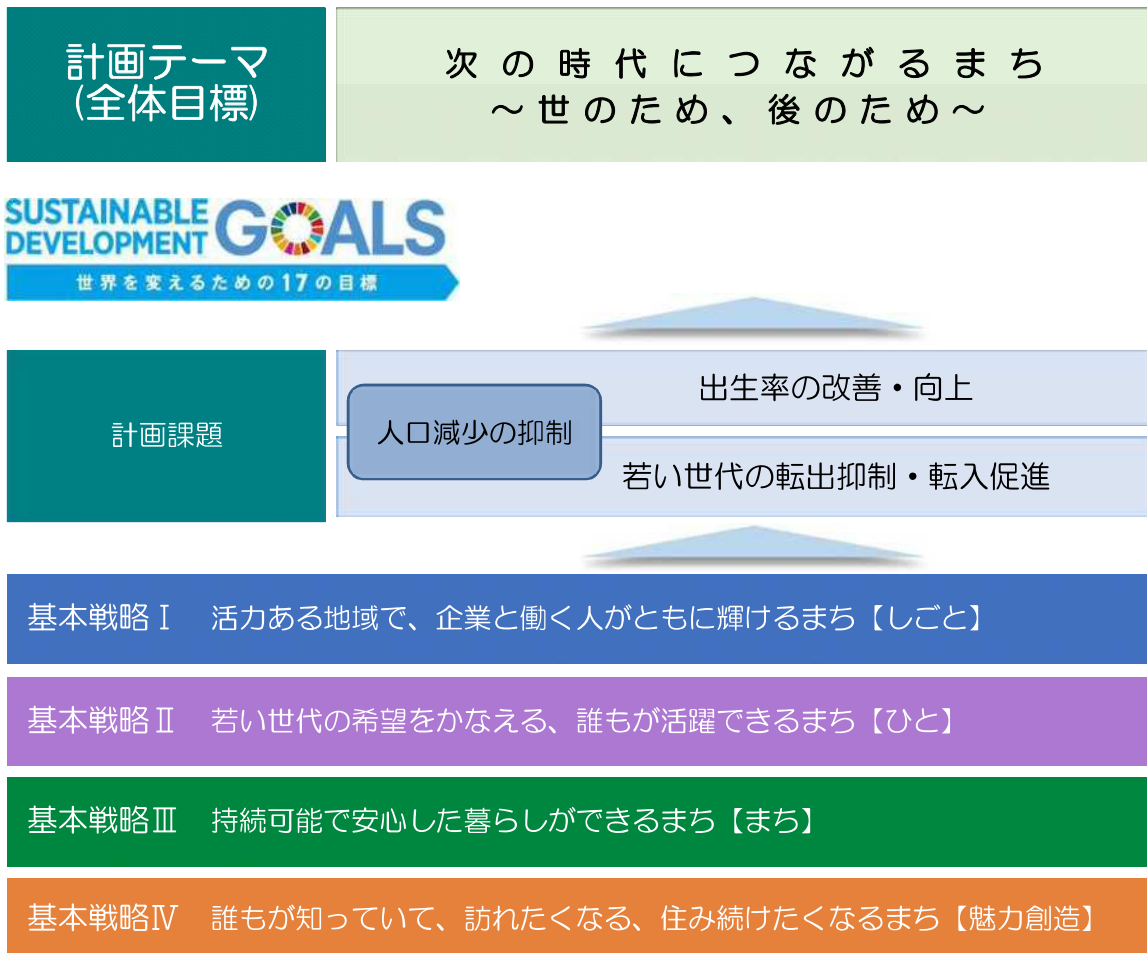 計画テーマ
(全体目標)
次の時代につながるまち
～世のため、後のため～
SUSTAINABLE
DEVELOPMENT
GOALS
世界を変えるための17の目標
計画課題
人口減少の抑制
出生率の改善・向上
若い世代の転出抑制・転入促進
基本戦略Ⅰ 活力ある地域で、企業と働く人がともに輝けるまち【しごと】
基本戦略Ⅱ 若い世代の希望をかなえる、誰もが活躍できるまち【ひと】
基本戦略Ⅲ 持続可能で安心した暮らしができるまち【まち】
基本戦略Ⅳ 誰もが知っていて、訪れたくなる、住み続けたくなるまち【魅力創造】